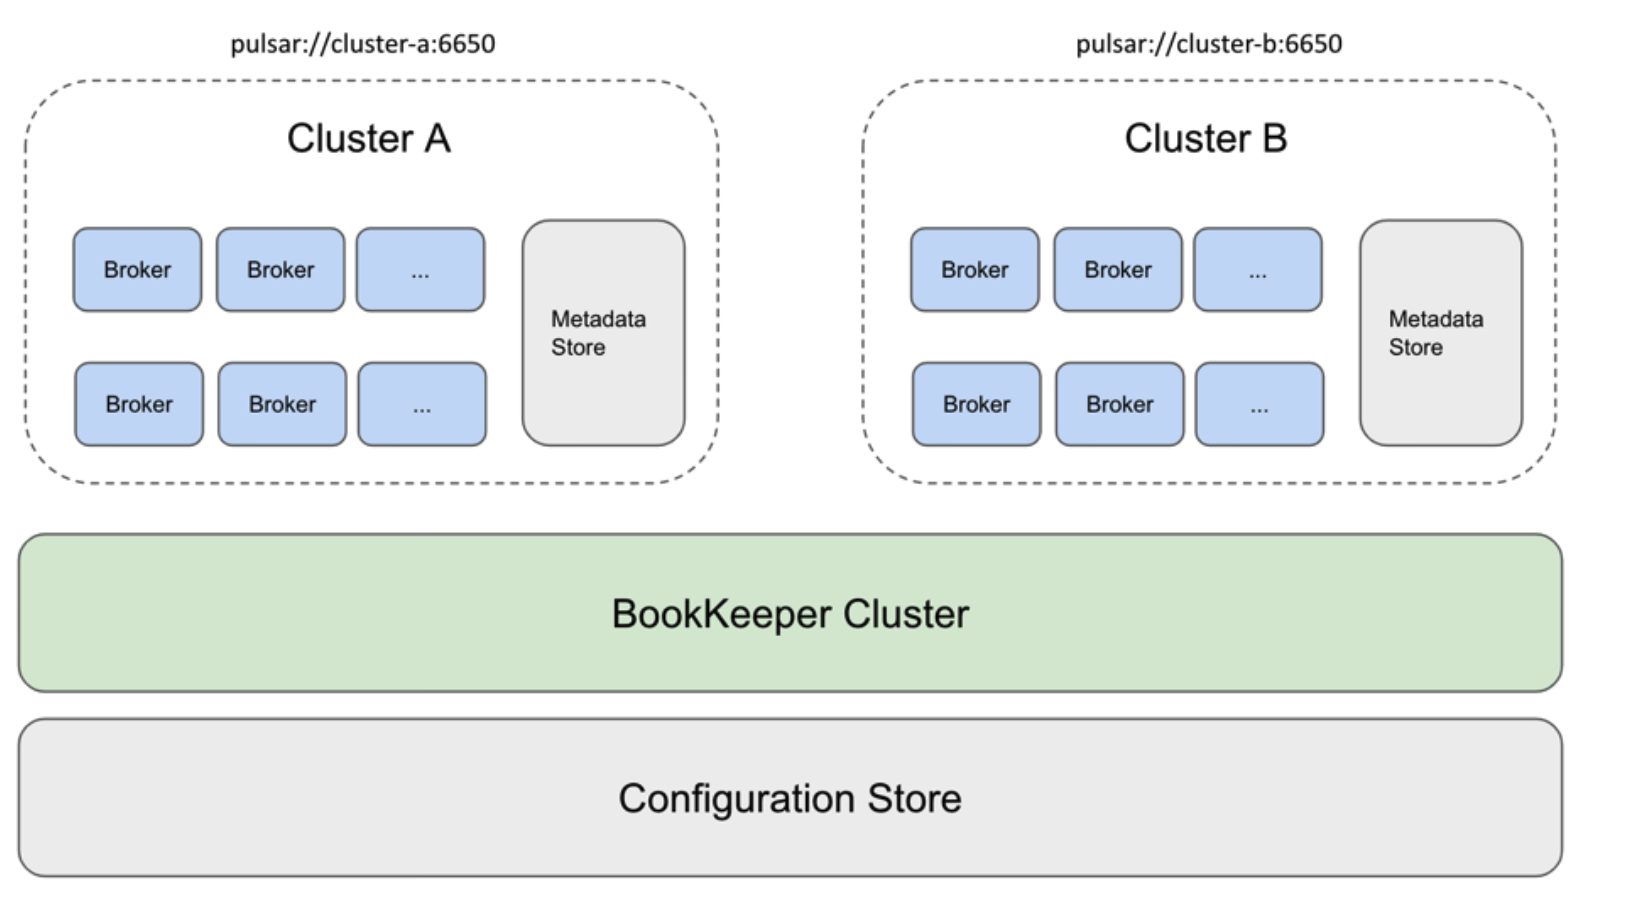 pulsar://cluster-a:6650
pulsar://cluster-b:6650
Cluster A
Cluster B
Broker
Broker
...
Metadata
Store
Broker
Broker
...
Broker
Broker
...
Metadata
Store
Broker
Broker
...
BookKeeper Cluster
Configuration Store